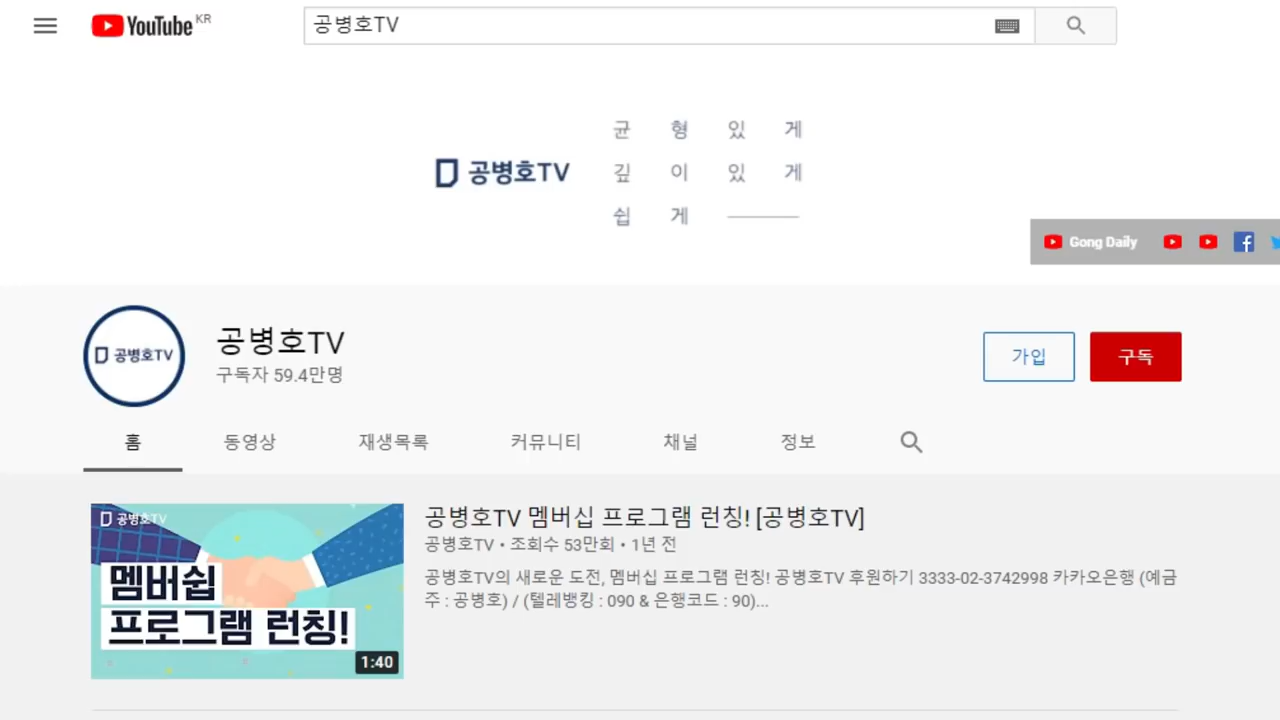 YouTube KR
공병호TV
균 형 있 게
공병호TV
깊 이 있 게
쉽 게
Gong Daily
공병호TV
공병호TV
구독자 59.4만명
가입
구독
홈
동영상
재생목록
커뮤니티
채널
정보
공병호TV
멤버쉽
프로그램 런칭!
1:40
공병호TV 멤버십 프로그램 런칭! [공병호TV]
공병호TV • 조회수 53만회 • 1년 전
공병호TV의 새로운 도전, 멤버십 프로그램 런칭! 공병호TV 후원하기 3333-02-3742998 카카오은행 (예금
주 : 공병호) / (텔레뱅킹 : 090 & 은행코드 : 90)...